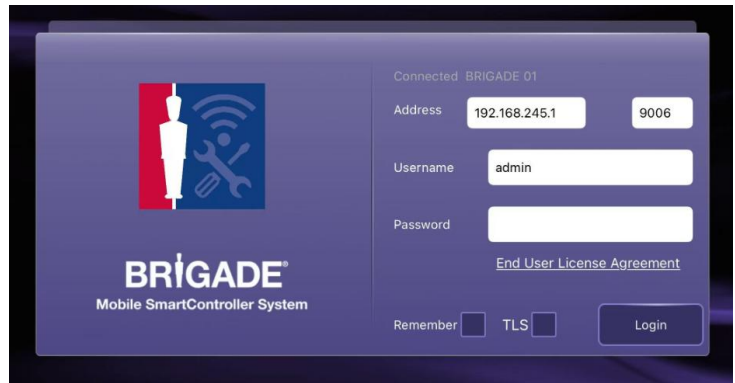 BRIGADE®
Mobile SmartController System
Connected BRIGADE 01
Address 192.168.245.1 9006
Username admin
Password
End User License Agreement
Remember TLS Login